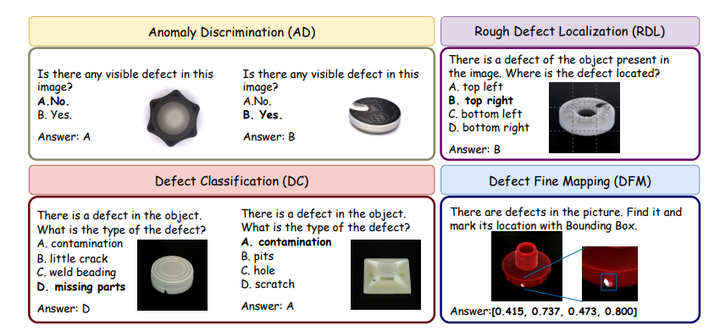 Anomaly Discrimination (AD)
Is there any visible defect in this
image?
A.No.
B. Yes.
Answer: A
Is there any visible defect in this
image?
A.No.
B. Yes.
Answer: B
Rough Defect Localization (RDL)
There is a defect of the object present in
the image. Where is the defect located?
A. top left
B. top right
C. bottom left
D. bottom right
Answer: B
Defect Classification (DC)
There is a defect in the object.
What is the type of the defect?
A. contamination
B. little crack
C. weld beading
D. missing parts
Answer: D
There is a defect in the object.
What is the type of the defect?
A. contamination
B. pits
C. hole
D. scratch
Answer: A
Defect Fine Mapping (DFM)
There are defects in the picture. Find it and
mark its location with Bounding Box.
Answer:[0.415, 0.737, 0.473, 0.800]